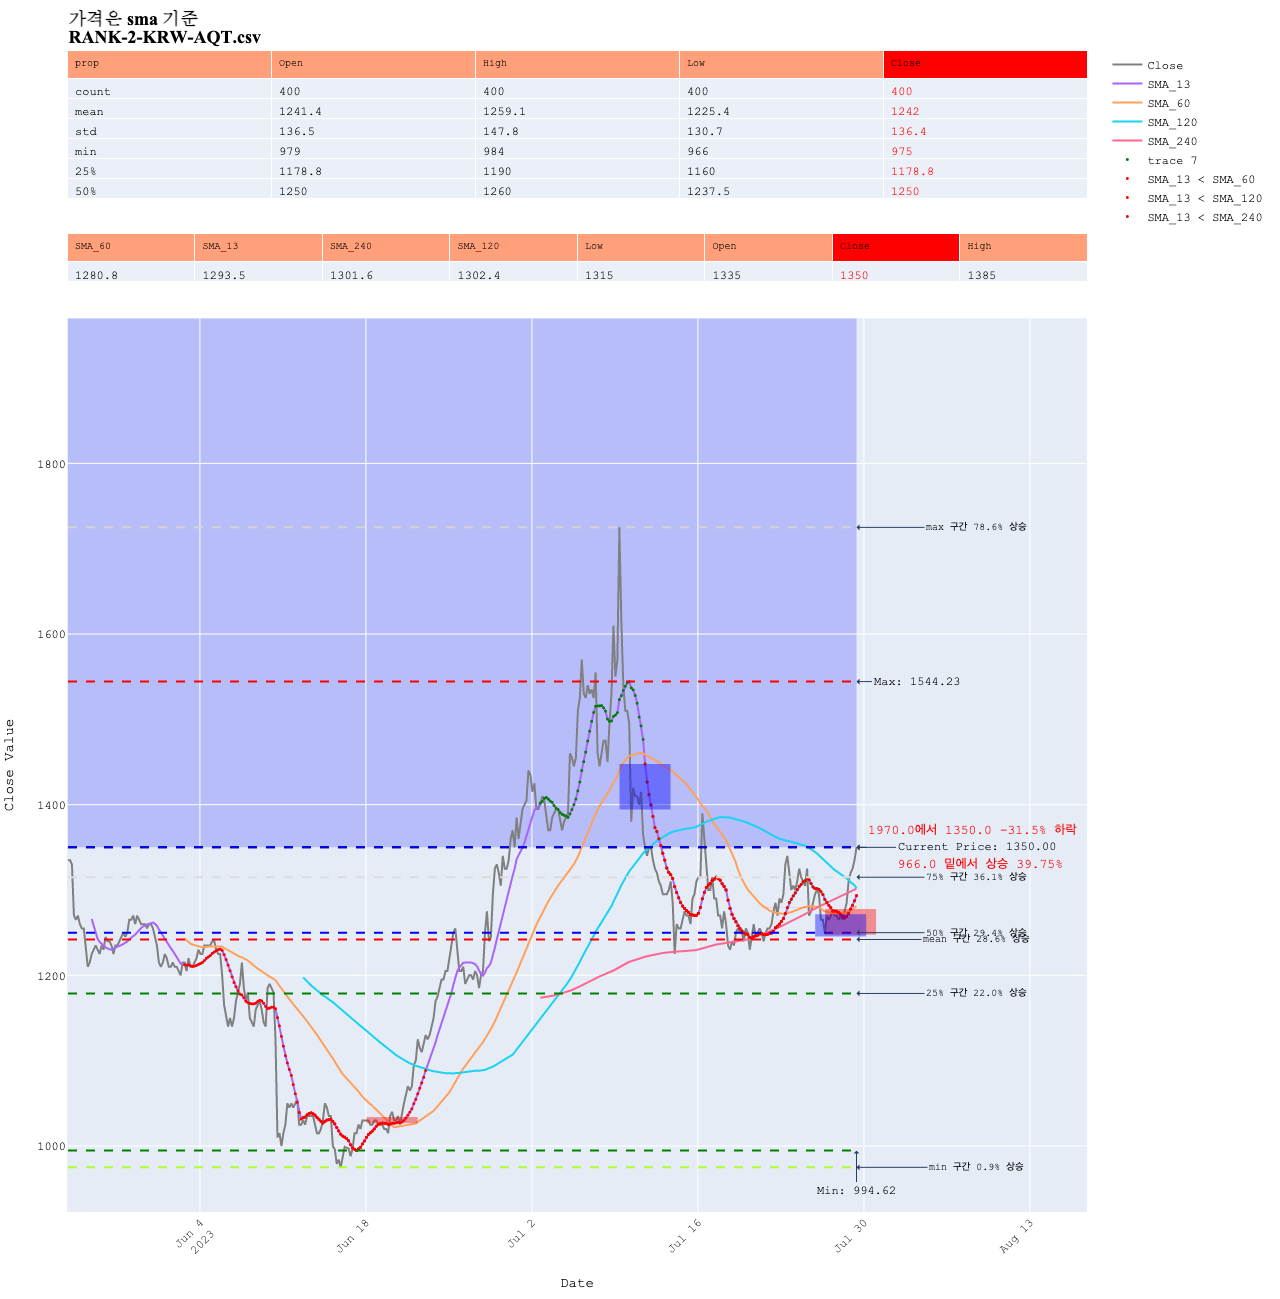 가격은 sma 기준
RANK-2-KRW-AQT.csv
prop Open High Low Close
count 400 400 400 400
mean 1241.4 1259.1 1225.4 1242
std 136.5 147.8 130.7 136.4
min 979 984 966 975
25% 1178.8 1190 1160 1178.8
50% 1250 1260 1237.5 1250
Close
SMA_13
SMA_60
SMA_120
SMA_240
trace 7
SMA_13 < SMA_60
SMA_13 < SMA_120
SMA_13 < SMA_240
SMA_60 SMA_13 SMA_240 SMA_120 Low Open Close High
1280.8 1293.5 1301.6 1302.4 1315 1335 1350 1385
1800
max 구간 78.6% 상승
1600
Max: 1544.23
Close Value
1400
1970.0에서 1350.0 -31.5% 하락
Current Price: 1350.00
966.0 밑에서 상승 39.75%
75% 구간 36.1% 상승
50% 구간 29.4% 상승
mean 구간 28.6% 상승
1200
25% 구간 22.0% 상승
1000
min 구간 0.9% 상승
Min: 994.62
Jun 4
2023
Jun 18
Jul 2
Jul 16
Jul 30
Aug 13
Date